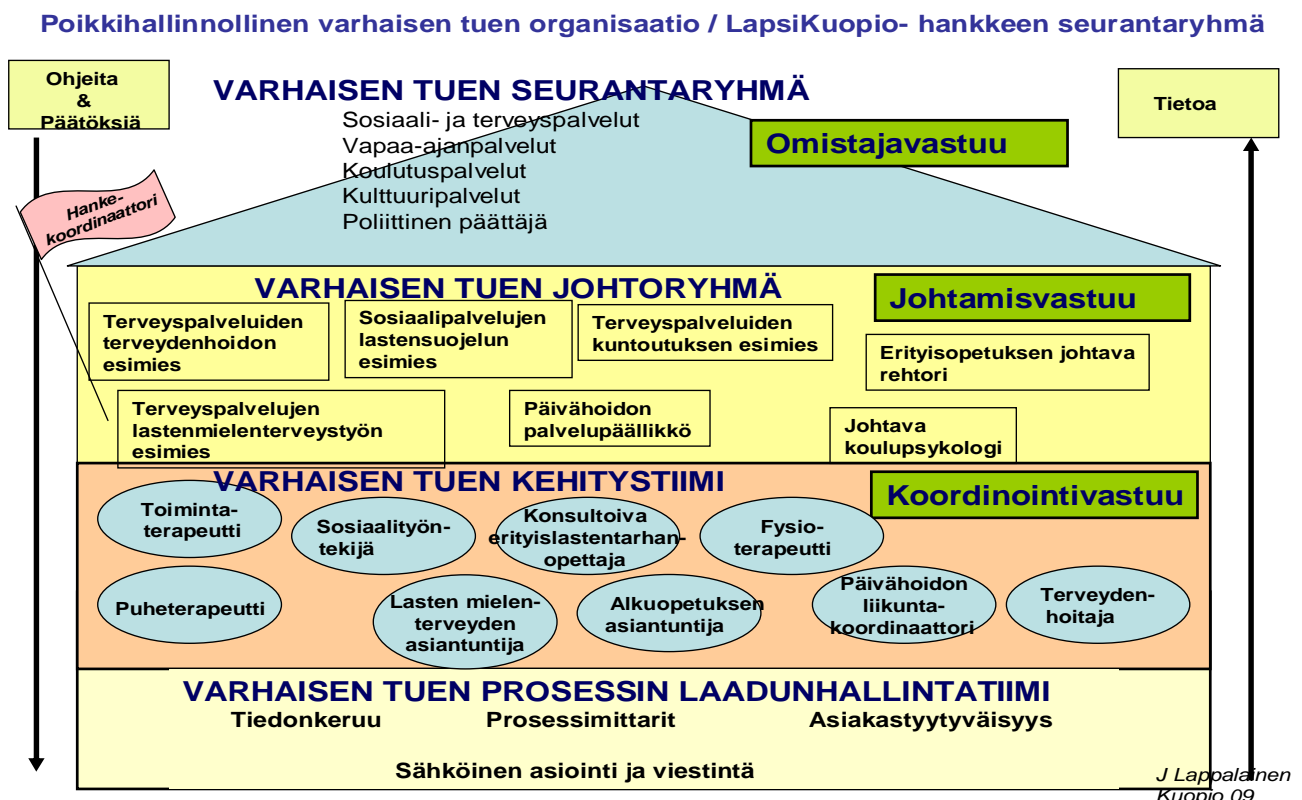 Poikkihallinnollinen varhaisen tuen organisaatio / LapsiKuopio- hankkeen seurantaryhmä
Ohjeita
&
Päätöksiä
VARHAISEN TUEN SEURANTARYHMÄ
Sosiaali- ja terveyspalvelut
Vapaa-ajanpalvelut
Koulutuspalvelut
Kulttuuripalvelut
Poliittinen päättäjä
Omistajavastuu
Tietoa
Hanke-
koordinaattori
VARHAISEN TUEN JOHTORYHMÄ
Johtamisvastuu
Terveyspalveluiden
terveydenhoidon
esimies
Sosiaalipalvelujen
lastensuojelun
esimies
Terveyspalveluiden
kuntoutuksen esimies
Erityisopetuksen johtava
rehtori
Terveyspalvelujen
lastenmielenterveystyön
esimies
Päivähoidon
palvelupäällikkö
Johtava
koulupsykologi
VARHAISEN TUEN KEHITYSTIIMI
Koordinointivastuu
Toiminta-
terapeutti
Sosiaalityön-
tekijä
Konsultoiva
erityislastentarhan-
opettaja
Fysio-
terapeutti
Puheterapeutti
Lasten mielen-
terveyden
asiantuntija
Alkuopetuksen
asiantuntija
Päivähoidon
liikunta-
koordinaattori
Terveyden-
hoitaja
VARHAISEN TUEN PROSESSIN LAADUNHALLINTATIIMI
Tiedonkeruu
Prosessimittarit
Asiakastyytyväisyys
Sähköinen asiointi ja viestintä
J Lappalainen
Kuopio 09